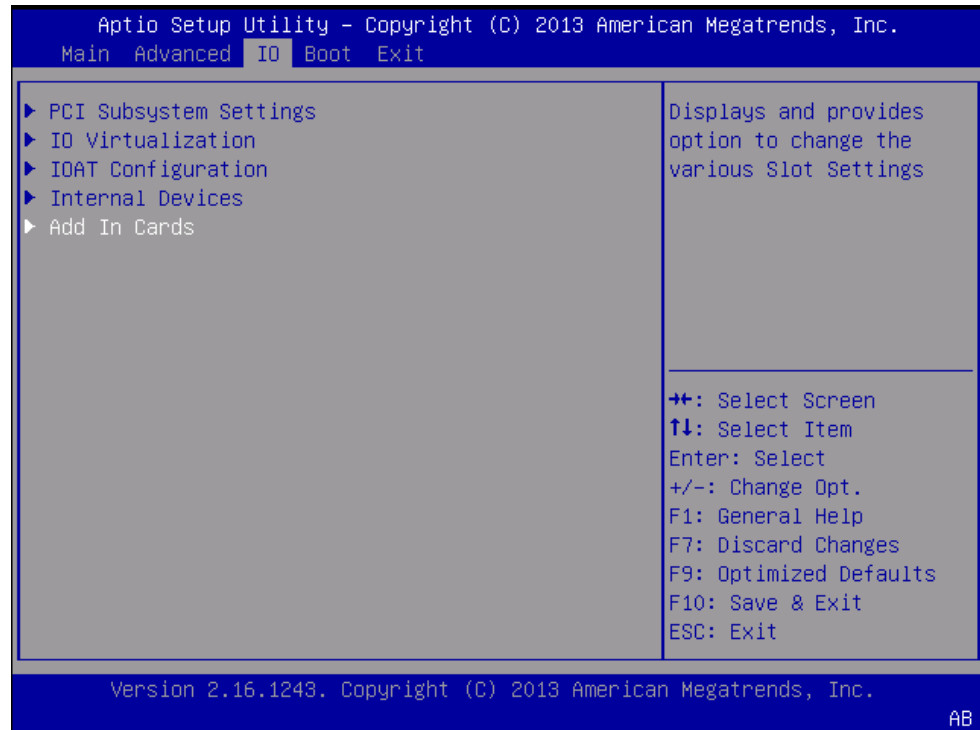 Aptio Setup Utility – Copyright (C) 2013 American Megatrends, Inc.
Main Advanced IO Boot Exit
▶ PCI Subsystem Settings
▶ IO Virtualization
▶ IOAT Configuration
▶ Internal Devices
▶ Add In Cards
Displays and provides
option to change the
various Slot Settings
→←: Select Screen
↑↓: Select Item
Enter: Select
+/-: Change Opt.
F1: General Help
F7: Discard Changes
F9: Optimized Defaults
F10: Save & Exit
ESC: Exit
Version 2.16.1243. Copyright (C) 2013 American Megatrends, Inc.
AB